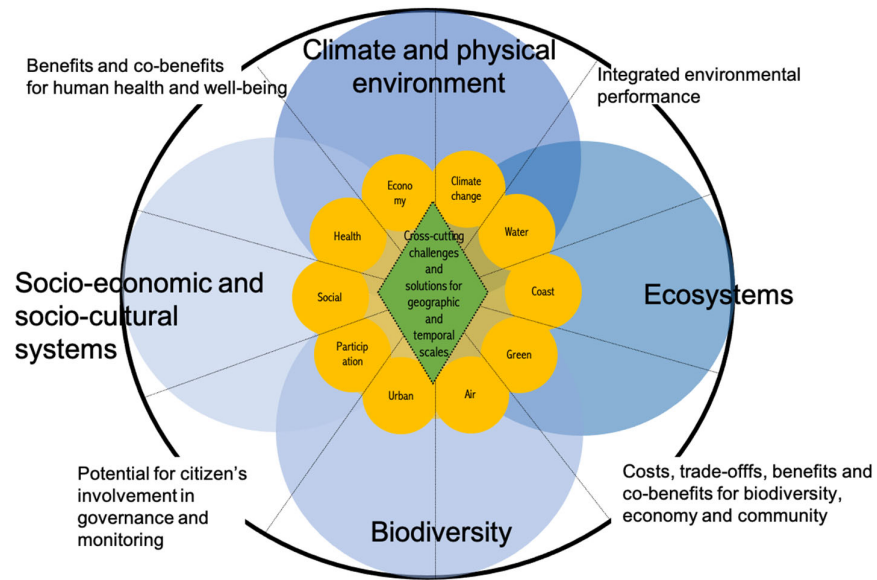 Climate and physical
environment
Benefits and co-benefits
for human health and well-being
Integrated environmental
performance
Econo
my
Climate
change
Health
Water
Cross-cutting
challenges
and
solutions for
geographic
and
temporal
scales
Social
Coast
Socio-economic and
socio-cultural
systems
Ecosystems
Particip
ation
Green
Urban
Air
Potential for citizen's
involvement in
governance and
monitoring
Costs, trade-offfs, benefits and
co-benefits for biodiversity,
economy and community
Biodiversity